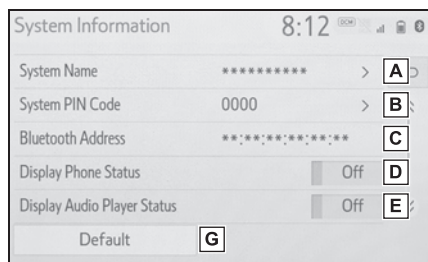 System Information 8:12 DCM
System Name ********** > A
System PIN Code 0000 > B
Bluetooth Address **:**:**:**:**:** C
Display Phone Status Off D
Display Audio Player Status Off E
Default G